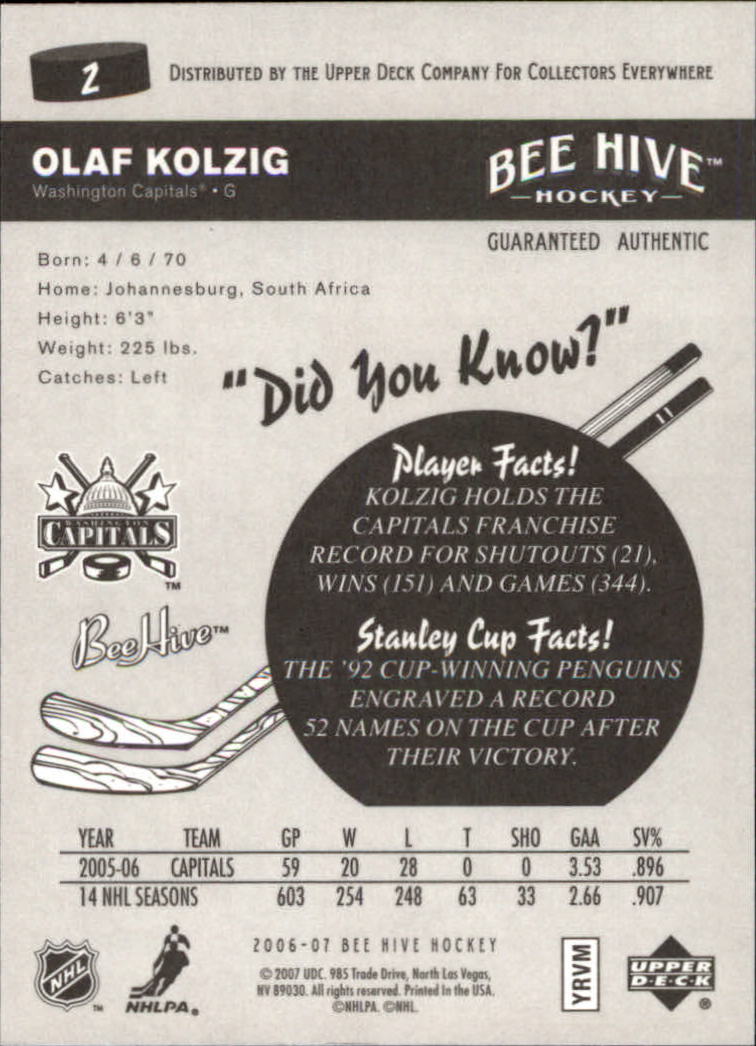 2
DISTRIBUTED BY THE UPPER DECK COMPANY FOR COLLECTORS EVERYWHERE
OLAF KOLZIG
Washington Capitals® • G
BEE HIVE™
—HOCKEY—
GUARANTEED AUTHENTIC
Born: 4 / 6 / 70
Home: Johannesburg, South Africa
Height: 6'3"
Weight: 225 lbs.
Catches: Left
"Did You Know?"
Player Facts!
KOLZIG HOLDS THE
CAPITALS FRANCHISE
RECORD FOR SHUTOUTS (21),
WINS (151) AND GAMES (344).
WASHINGTON
CAPITALS
™
BeeHive™
Stanley Cup Facts!
THE '92 CUP-WINNING PENGUINS
ENGRAVED A RECORD
52 NAMES ON THE CUP AFTER
THEIR VICTORY.
YEAR TEAM GP W L T SHO GAA SV%
2005-06 CAPITALS 59 20 28 0 0 3.53 .896
14 NHL SEASONS 603 254 248 63 33 2.66 .907
NHL ™
NHLPA®
2006-07 BEE HIVE HOCKEY
© 2007 UDC. 985 Trade Drive, North Las Vegas,
NV 89030. All rights reserved. Printed In the USA.
©NHLPA. ©NHL.
YRVM
UPPER
D·E·C·K
®